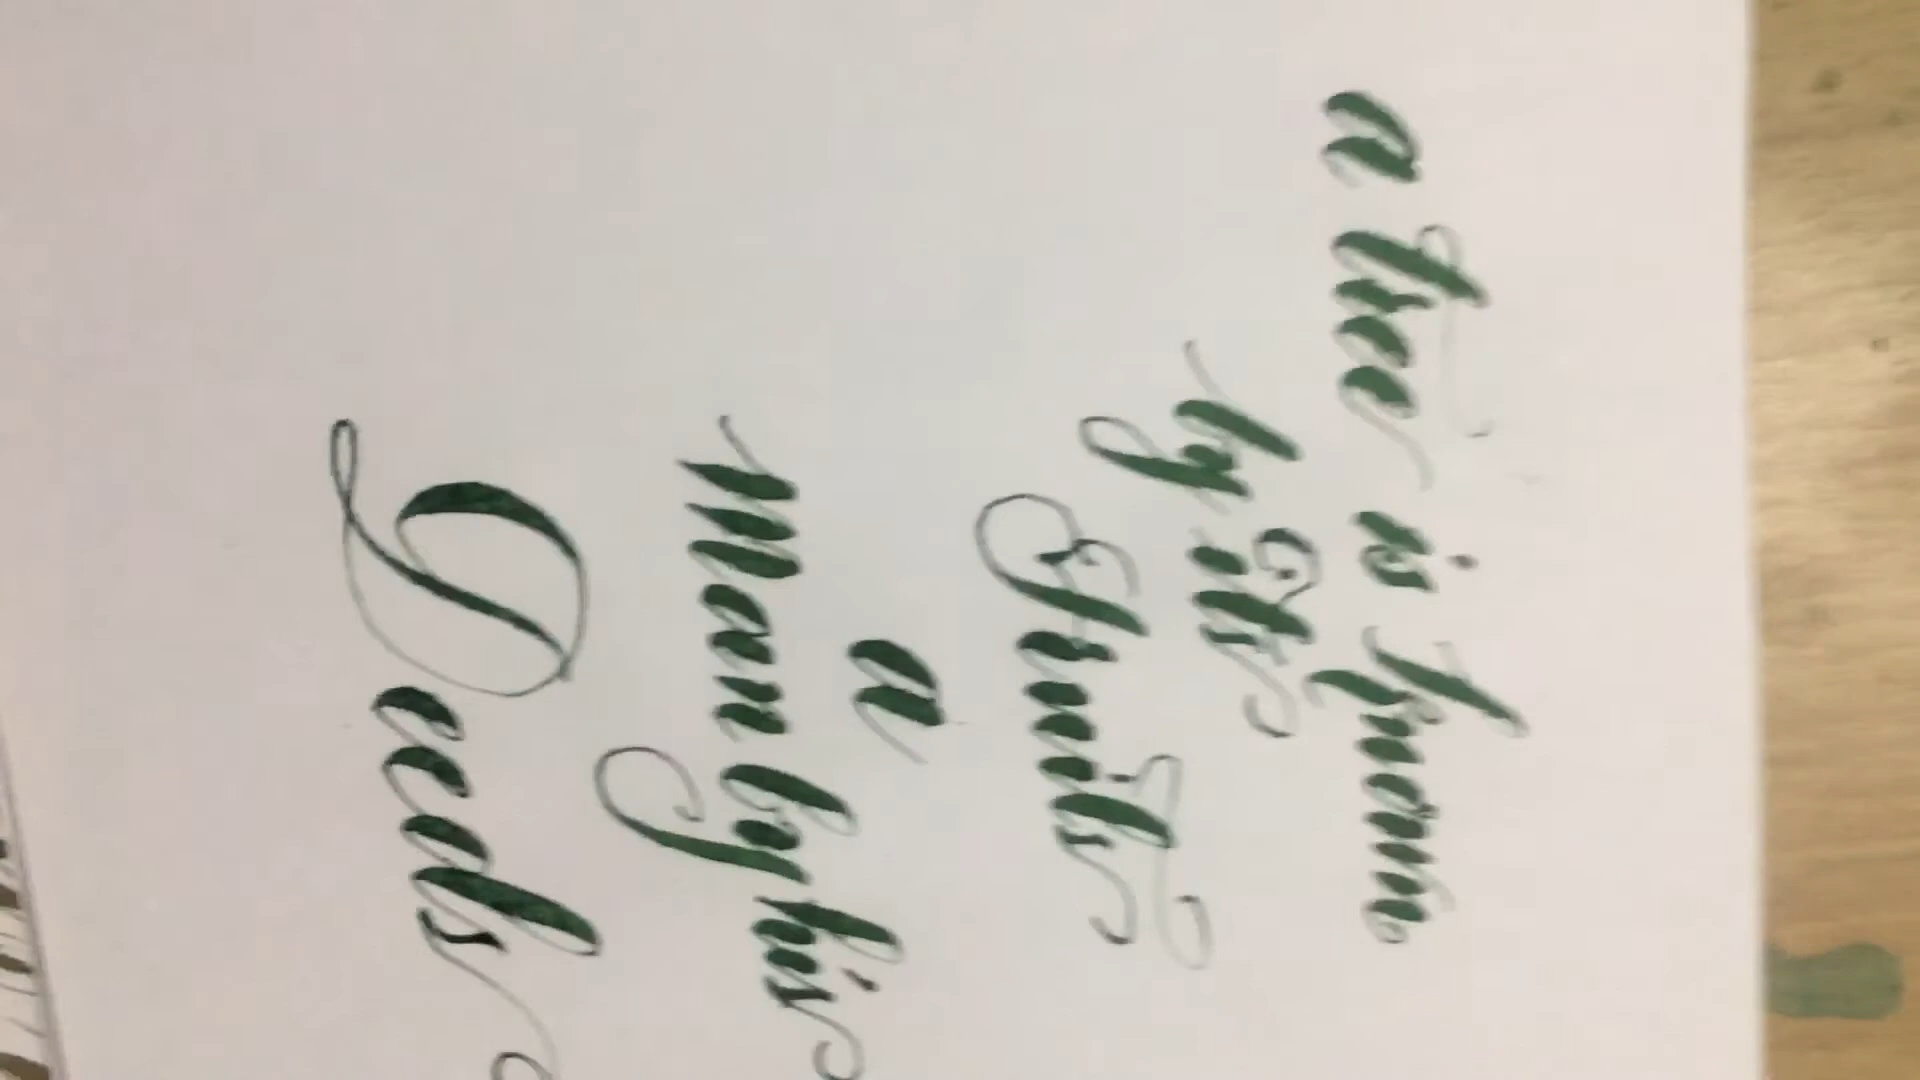 a tree is known
by its
Fruits
a
Man by his
Deeds